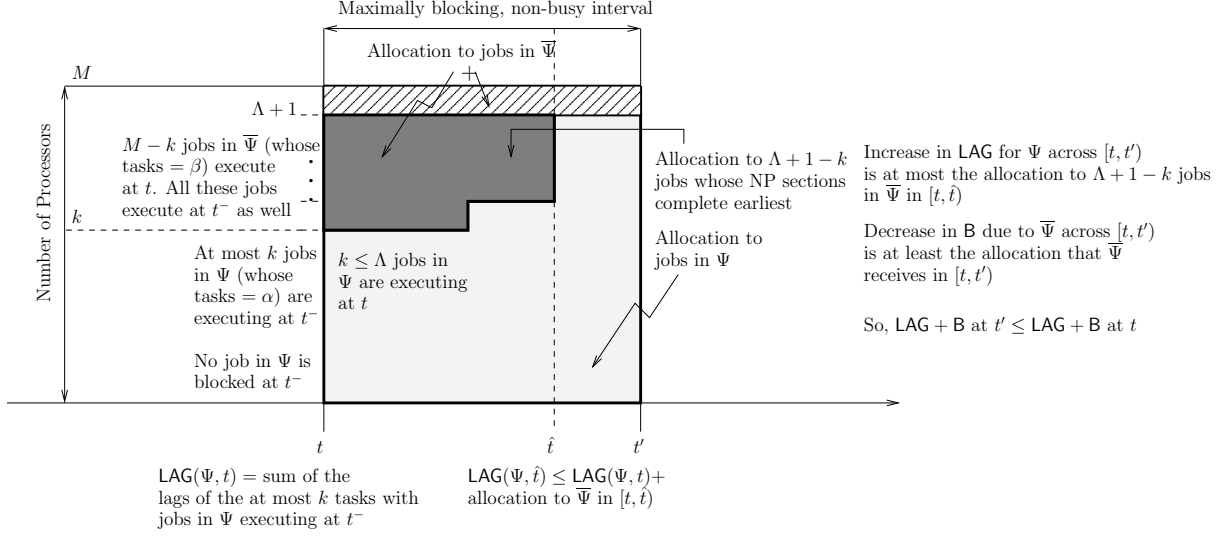 Maximally blocking, non-busy interval
Allocation to jobs in Ψ̅
+
M
Λ + 1
Number of Processors
M − k jobs in Ψ̅ (whose
tasks = β) execute
at t. All these jobs
execute at t⁻ as well
k
At most k jobs
in Ψ (whose
tasks = α) are
executing at t⁻
No job in Ψ is
blocked at t⁻
k ≤ Λ jobs in
Ψ are executing
at t
Allocation to Λ + 1 − k
jobs whose NP sections
complete earliest
Allocation to
jobs in Ψ
Increase in LAG for Ψ across [t, t′)
is at most the allocation to Λ + 1 − k jobs
in Ψ̅ in [t, t̂)
Decrease in B due to Ψ̅ across [t, t′)
is at least the allocation that Ψ̅
receives in [t, t′)
So, LAG + B at t′ ≤ LAG + B at t
t
t̂
t′
LAG(Ψ, t) = sum of the
lags of the at most k tasks with
jobs in Ψ executing at t⁻
LAG(Ψ, t̂) ≤ LAG(Ψ, t)+
allocation to Ψ̅ in [t, t̂)